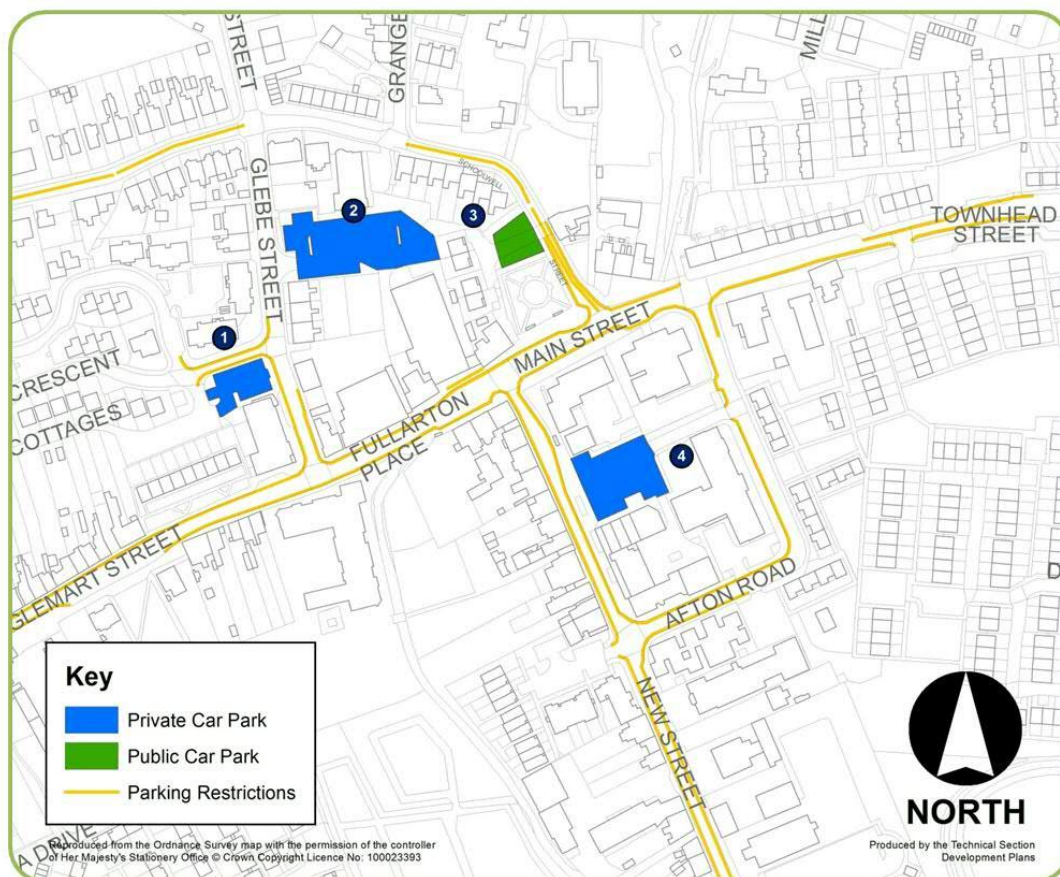 STREET
GRANGE
MILL
SCHOOLWELL
STREET
GLEBE STREET
2
3
TOWNHEAD
STREET
1
MAIN STREET
CRESCENT
COTTAGES
FULLARTON
PLACE
4
GLEMART STREET
AFTON ROAD
D
NEW STREET
Key
Private Car Park
Public Car Park
Parking Restrictions
NORTH
A DRIVE
Reproduced from the Ordnance Survey map with the permission of the controller
of Her Majesty's Stationery Office © Crown Copyright Licence No: 100023393
Produced by the Technical Section
Development Plans